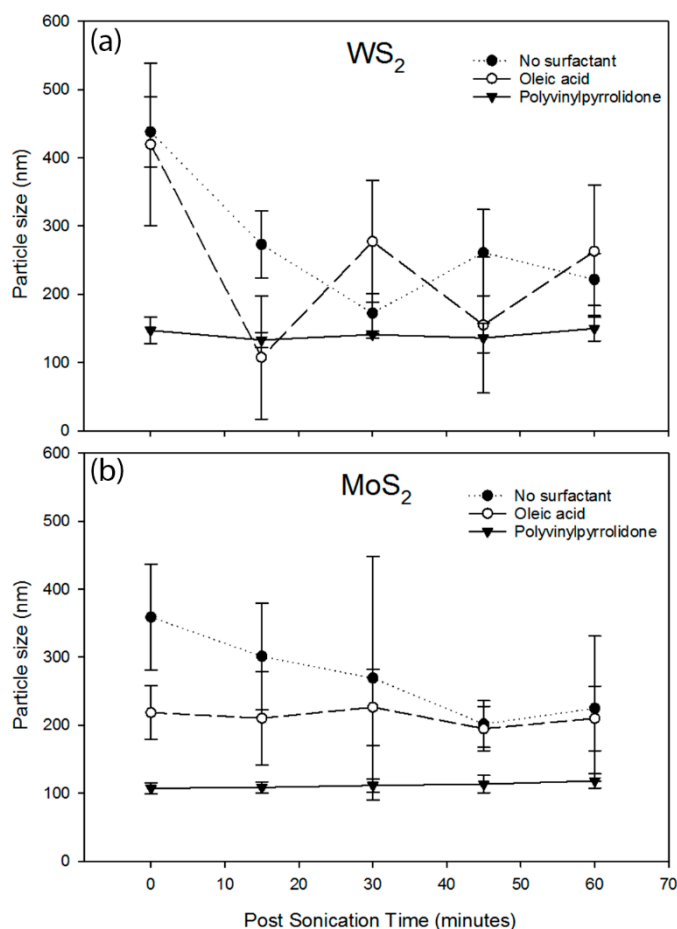 600
(a)
WS2
No surfactant
500
Oleic acid
Polyvinylpyrrolidone
400
Particle size (nm)
300
200
100
0
600
(b)
MoS2
No surfactant
500
Oleic acid
Polyvinylpyrrolidone
400
Particle size (nm)
300
200
100
0
0 10 20 30 40 50 60 70
Post Sonication Time (minutes)